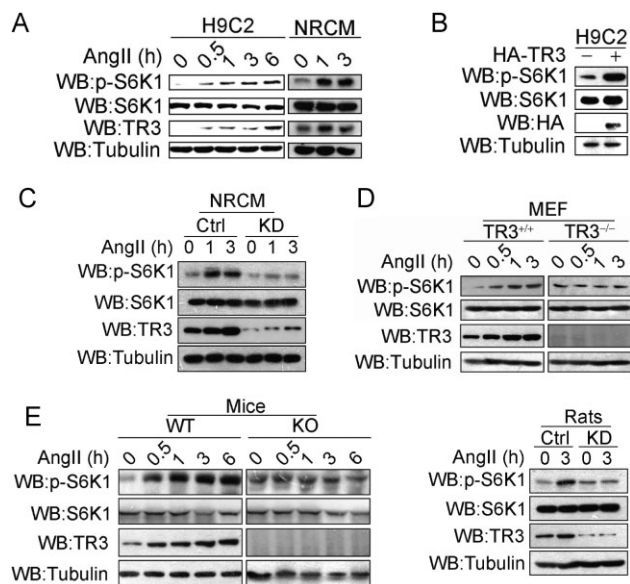 A
H9C2 NRCM
AngII (h) 0 0.5 1 3 6 0 1 3
WB:p-S6K1
WB:S6K1
WB:TR3
WB:Tubulin
B
H9C2
HA-TR3 – +
WB:p-S6K1
WB:S6K1
WB:HA
WB:Tubulin
C
NRCM
Ctrl KD
AngII (h) 0 1 3 0 1 3
WB:p-S6K1
WB:S6K1
WB:TR3
WB:Tubulin
D
MEF
TR3+/+ TR3–/–
AngII (h) 0 0.5 1 3 0 0.5 1 3
WB:p-S6K1
WB:S6K1
WB:TR3
WB:Tubulin
E
Mice
WT KO
AngII (h) 0 0.5 1 3 6 0 0.5 1 3 6
WB:p-S6K1
WB:S6K1
WB:TR3
WB:Tubulin
Rats
Ctrl KD
AngII (h) 0 3 0 3
WB:p-S6K1
WB:S6K1
WB:TR3
WB:Tubulin